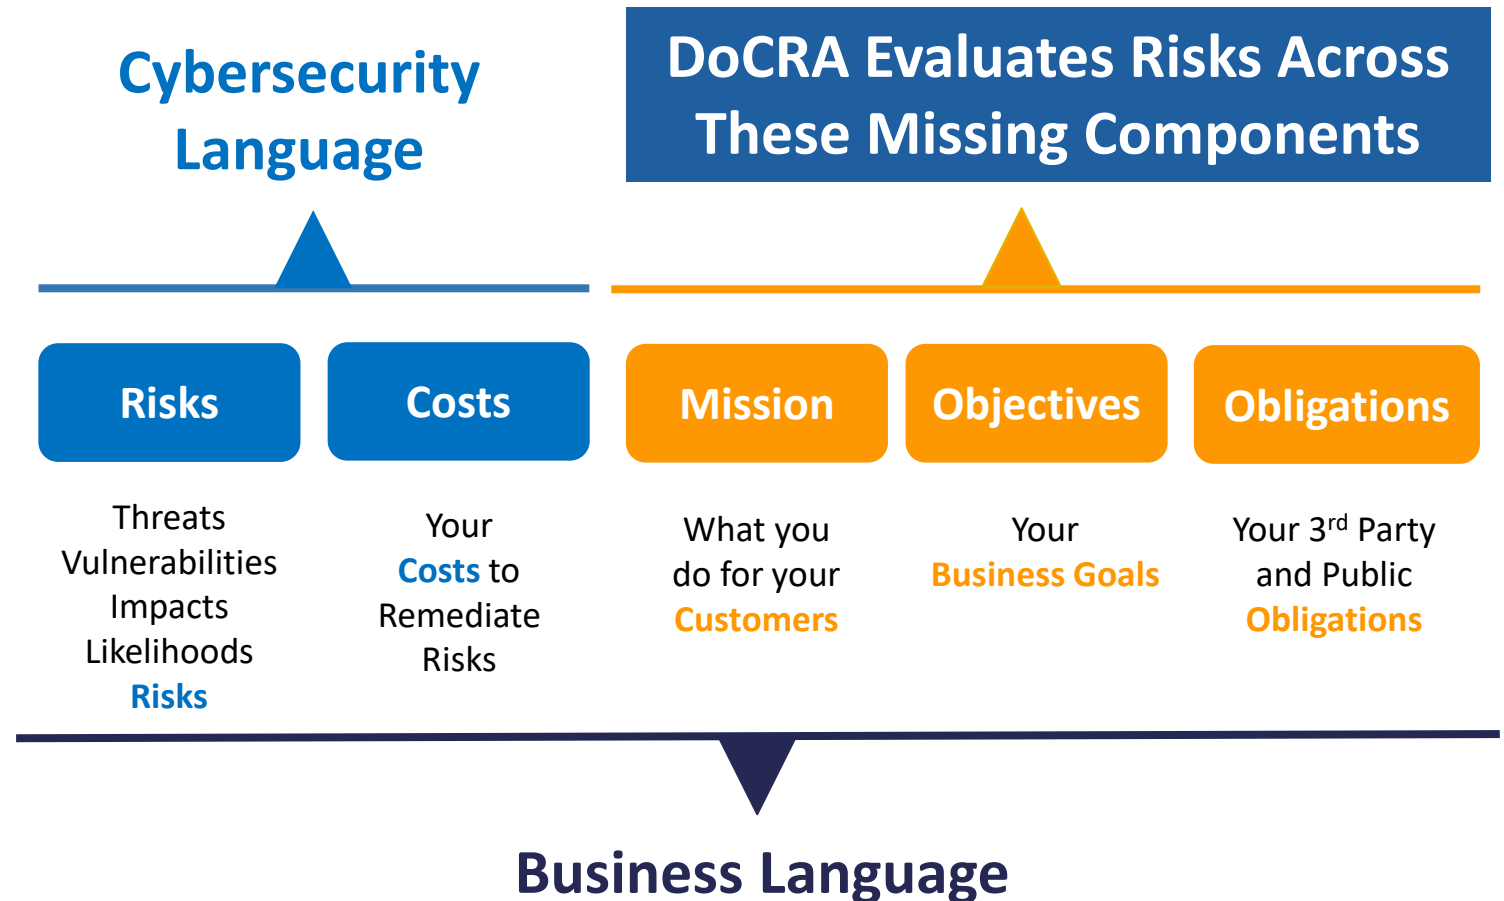 Cybersecurity
Language
DoCRA Evaluates Risks Across
These Missing Components
Risks
Costs
Mission
Objectives
Obligations
Threats
Vulnerabilities
Impacts
Likelihoods
Risks
Your
Costs to
Remediate
Risks
What you
do for your
Customers
Your
Business Goals
Your 3rd Party
and Public
Obligations
Business Language